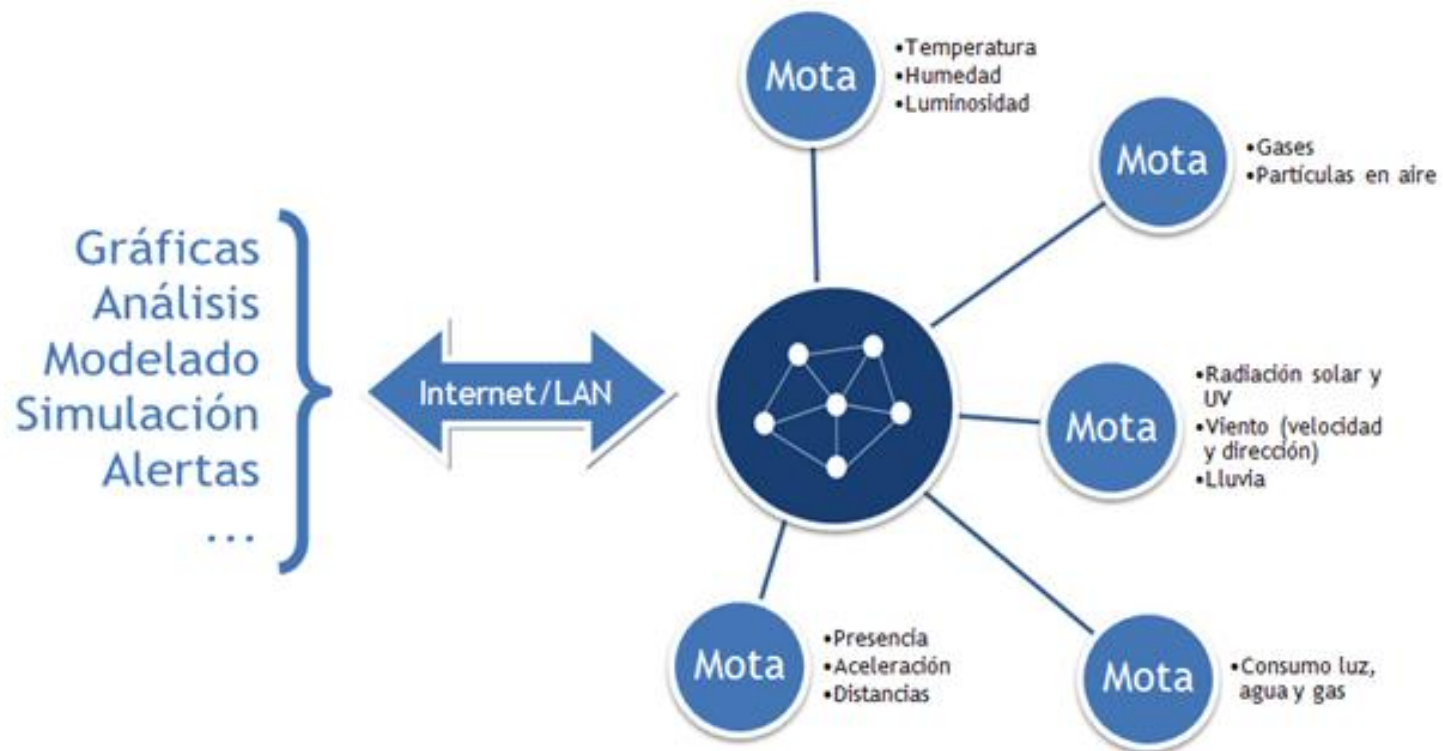 Gráficas
Análisis
Modelado
Simulación
Alertas
...
Internet/LAN
Mota
•Temperatura
•Humedad
•Luminosidad
Mota
•Gases
•Partículas en aire
Mota
•Radiación solar y
UV
•Viento (velocidad
y dirección)
•Lluvia
Mota
•Consumo luz,
agua y gas
Mota
•Presencia
•Aceleración
•Distancias